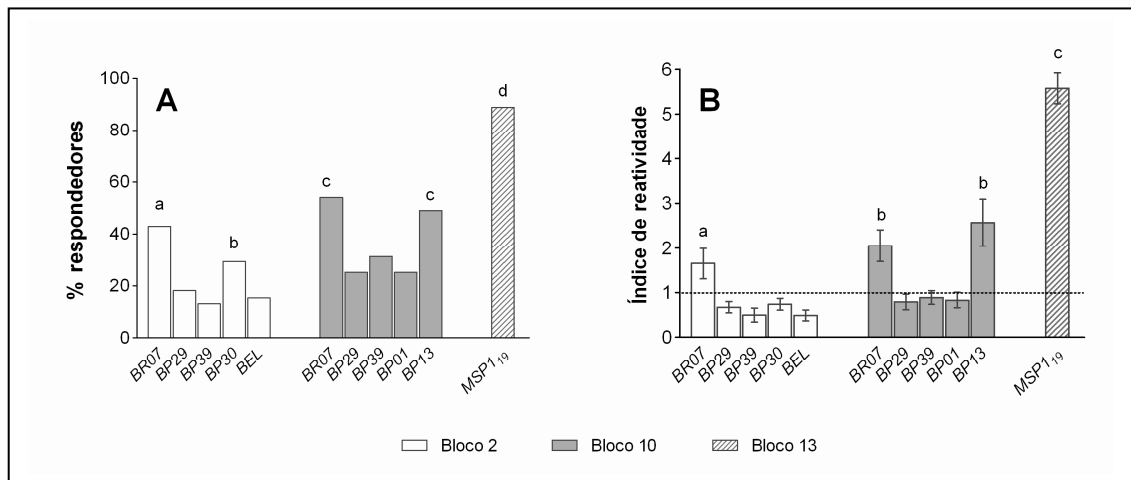 A
% respondedores
100
80
60
40
20
0
a
b
c
c
d
BR07
BP29
BP39
BP30
BEL
BR07
BP29
BP39
BP01
BP13
MSP1₁₉
B
Índice de reatividade
6
5
4
3
2
1
0
a
b
b
c
BR07
BP29
BP39
BP30
BEL
BR07
BP29
BP39
BP01
BP13
MSP1₁₉
Bloco 2 Bloco 10 Bloco 13